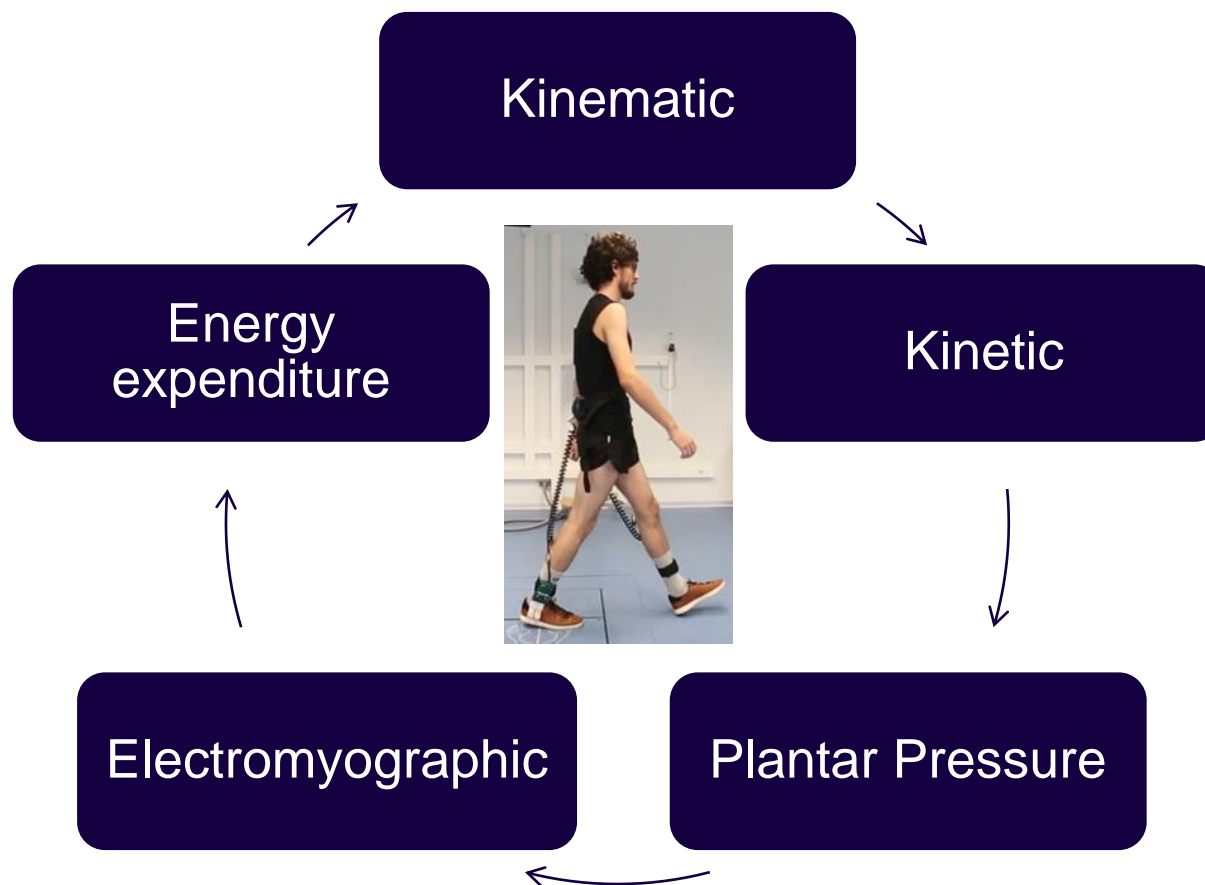 Kinematic
Kinetic
Plantar Pressure
Electromyographic
Energy
expenditure